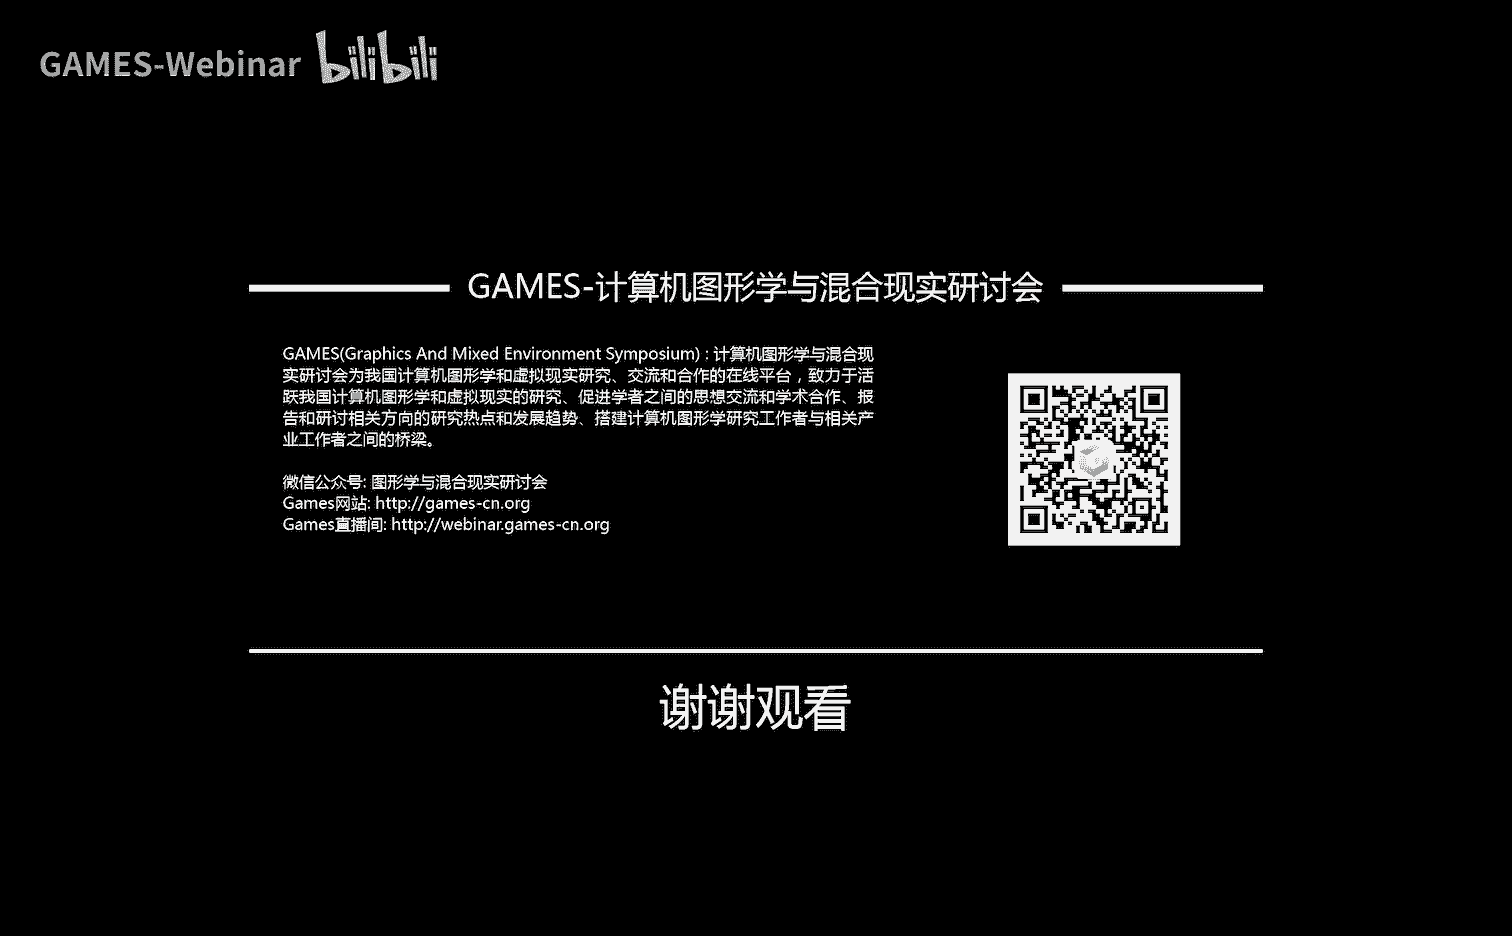 GAMES-Webinar bilibili
GAMES-计算机图形学与混合现实研讨会
GAMES(Graphics And Mixed Environment Symposium) : 计算机图形学与混合现
实研讨会为我国计算机图形学和虚拟现实研究、交流和合作的在线平台，致力于活
跃我国计算机图形学和虚拟现实的研究、促进学者之间的思想交流和学术合作、报
告和研讨相关方向的研究热点和发展趋势、搭建计算机图形学研究工作者与相关产
业工作者之间的桥梁。
微信公众号: 图形学与混合现实研讨会
Games网站: http://games-cn.org
Games直播间: http://webinar.games-cn.org
谢谢观看